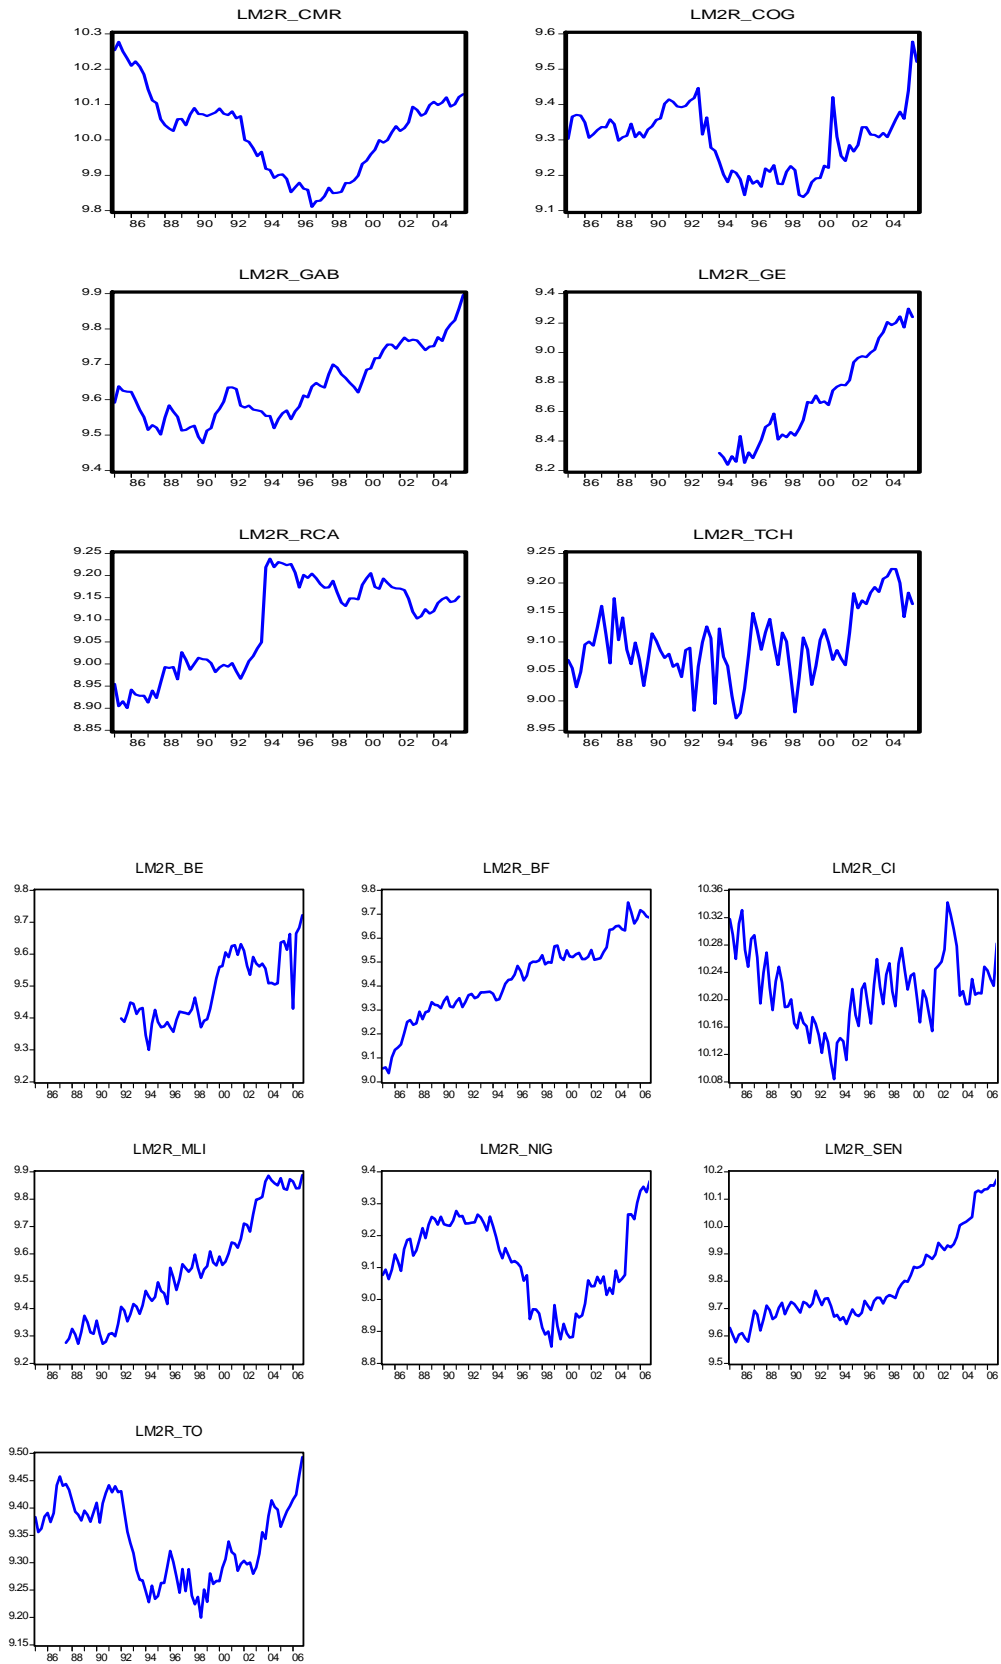 LM2R_CMR LM2R_COG
10.3 9.6
10.2 9.5
10.1 9.4
10.0 9.3
9.9 9.2
9.8 9.1
86 88 90 92 94 96 98 00 02 04 86 88 90 92 94 96 98 00 02 04
LM2R_GAB LM2R_GE
9.9 9.4
9.8 9.2
9.7 9.0
9.6 8.8
9.5 8.6
9.4 8.4
8.2
86 88 90 92 94 96 98 00 02 04 86 88 90 92 94 96 98 00 02 04
LM2R_RCA LM2R_TCH
9.25 9.25
9.20 9.20
9.15 9.15
9.10 9.10
9.05 9.05
9.00 9.00
8.95 8.95
8.90
8.85
86 88 90 92 94 96 98 00 02 04 86 88 90 92 94 96 98 00 02 04
LM2R_BE LM2R_BF LM2R_CI
9.8 9.8 10.36
9.7 9.7 10.32
9.6 9.6 10.28
9.5 9.5 10.24
9.4 9.4 10.20
9.3 9.3 10.16
9.2 9.2 10.12
9.1 10.08
9.0
86 88 90 92 94 96 98 00 02 04 06 86 88 90 92 94 96 98 00 02 04 06 86 88 90 92 94 96 98 00 02 04 06
LM2R_MLI LM2R_NIG LM2R_SEN
9.9 9.4 10.2
9.8 9.3 10.1
9.7 9.2 10.0
9.6 9.1 9.9
9.5 9.0 9.8
9.4 8.9 9.7
9.3 8.8 9.6
9.2 9.5
86 88 90 92 94 96 98 00 02 04 06 86 88 90 92 94 96 98 00 02 04 06 86 88 90 92 94 96 98 00 02 04 06
LM2R_TO
9.50
9.45
9.40
9.35
9.30
9.25
9.20
9.15
86 88 90 92 94 96 98 00 02 04 06